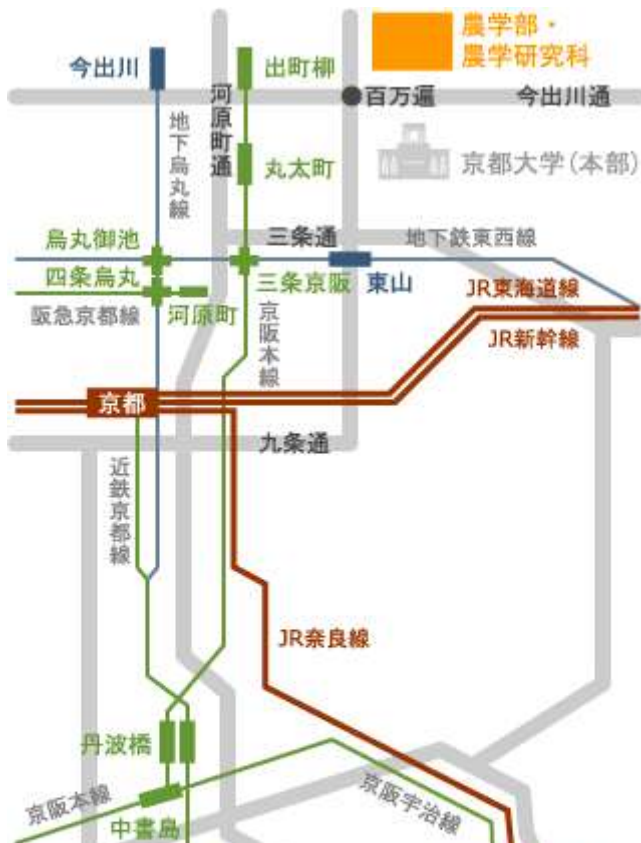 農学部・
農学研究科
今出川
出町柳
河原町通
百万遍
今出川通
地下烏丸線
丸太町
京都大学(本部)
烏丸御池
三条通
地下鉄東西線
四条烏丸
三条京阪
東山
阪急京都線
河原町
京阪本線
JR東海道線
JR新幹線
京都
九条通
近鉄京都線
JR奈良線
丹波橋
京阪本線
中書島
京阪宇治線